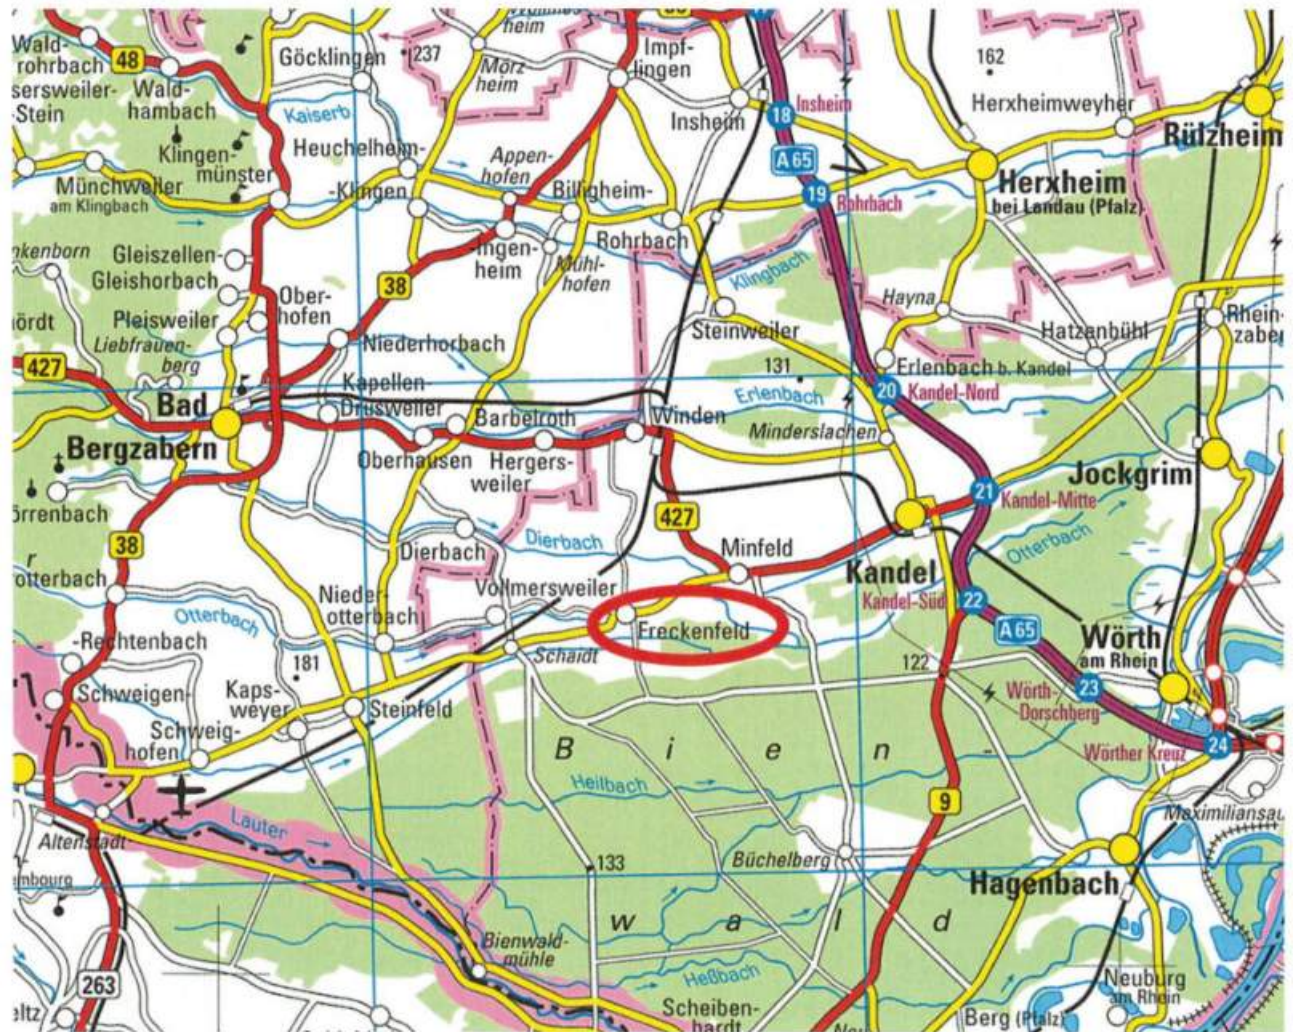 Wald-
rohrbach
48
Göcklingen
237
Mörz
heim
heim
Impf-
lingen
162
sersweiler-
Stein
Wald-
hambach
Kaiserb.
Insheim
18
Insheim
Herxheimweyher
Rülzheim
Klingen-
münster
Heuchelheim-
-Klingen
Appen-
hofen
Billigheim-
A 65
19
Rohrbach
Herxheim
bei Landau (Pfalz)
Münchweiler
am Klingbach
Gleiszellen-
Gleishorbach
38
-Ingen-
heim
Mühl-
hofen
Rohrbach
Klingbach
Hayna
Ober-
hofen
Pleisweiler
Liebfrauen-
berg
Niederhorbach
Steinweiler
Hatzenbühl
Rhein-
427
131
Erlenbach b. Kandel
Kapellen-
Drusweiler
20
Kandel-Nord
Erlenbach
Bad
Bergzabern
Barbelroth
Winden
Minderslachen
Oberhausen
Hergers-
weiler
21
Kandel-Mitte
Jockgrim
427
38
Dierbach
Dierbach
Minfeld
Otterbach
Kandel
Vollmersweiler
Kandel-Süd
22
A 65
Otterbach
Nieder-
otterbach
Freckenfeld
Wörth
am Rhein
-Rechtenbach
181
Schaidt
122
Schweigen-
Kaps-
weyer
Steinfeld
Wörth-
Dorschberg
23
Schweig-
hofen
B i e n -
Wörther Kreuz
24
Heilbach
9
Lauter
Altenstadt
Maximiliansau
133
Büchelberg
Hagenbach
w a l d
Bienwald-
mühle
Heßbach
263
Neuburg
am Rhein
Scheiben-
hardt
Berg (Pfalz)